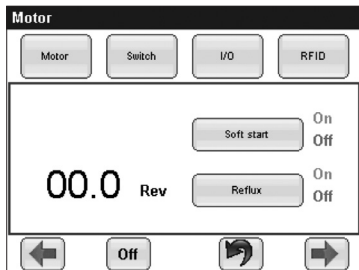 Motor
Motor Switch I/O RFID
On
Soft start Off
On
00.0 Rev Reflux Off
Off